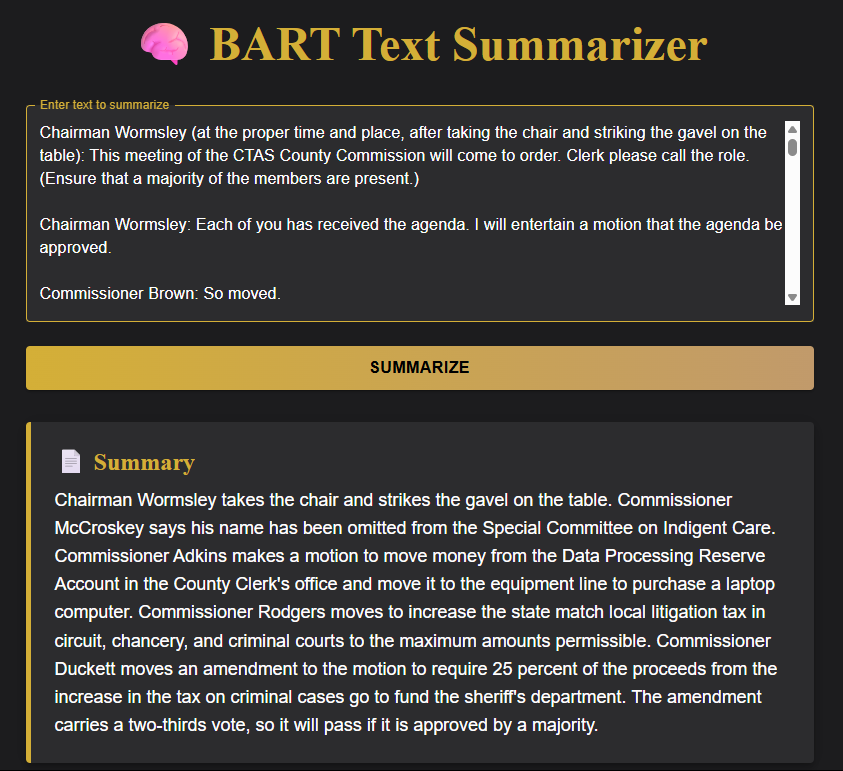 BART Text Summarizer
Enter text to summarize
Chairman Wormsley (at the proper time and place, after taking the chair and striking the gavel on the
table): This meeting of the CTAS County Commission will come to order. Clerk please call the role.
(Ensure that a majority of the members are present.)
Chairman Wormsley: Each of you has received the agenda. I will entertain a motion that the agenda be
approved.
Commissioner Brown: So moved.
SUMMARIZE
Summary
Chairman Wormsley takes the chair and strikes the gavel on the table. Commissioner
McCroskey says his name has been omitted from the Special Committee on Indigent Care.
Commissioner Adkins makes a motion to move money from the Data Processing Reserve
Account in the County Clerk's office and move it to the equipment line to purchase a laptop
computer. Commissioner Rodgers moves to increase the state match local litigation tax in
circuit, chancery, and criminal courts to the maximum amounts permissible. Commissioner
Duckett moves an amendment to the motion to require 25 percent of the proceeds from the
increase in the tax on criminal cases go to fund the sheriff's department. The amendment
carries a two-thirds vote, so it will pass if it is approved by a majority.